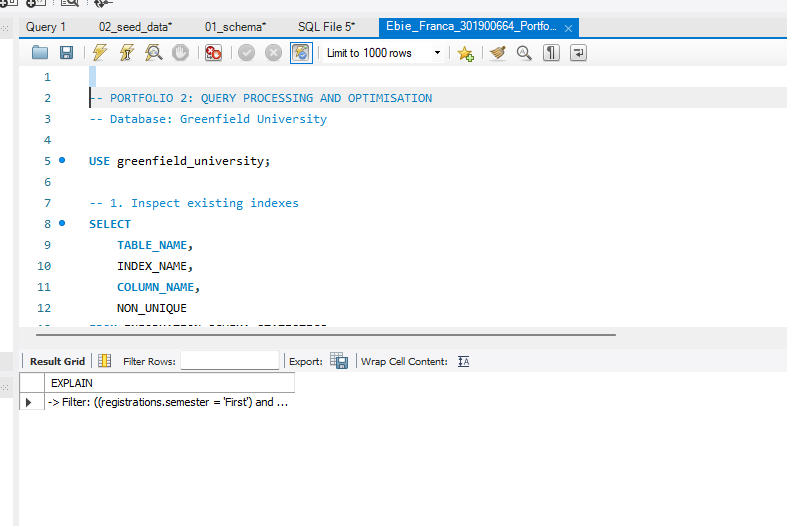 Query 1 02_seed_data* 01_schema* SQL File 5* Ebie_Franca_301900664_Portfo...
Limit to 1000 rows
1
2 -- PORTFOLIO 2: QUERY PROCESSING AND OPTIMISATION
3 -- Database: Greenfield University
4
5 USE greenfield_university;
6
7 -- 1. Inspect existing indexes
8 SELECT
9 TABLE_NAME,
10 INDEX_NAME,
11 COLUMN_NAME,
12 NON_UNIQUE
Result Grid Filter Rows: Export: Wrap Cell Content:
EXPLAIN
-> Filter: ((registrations.semester = 'First') and ...